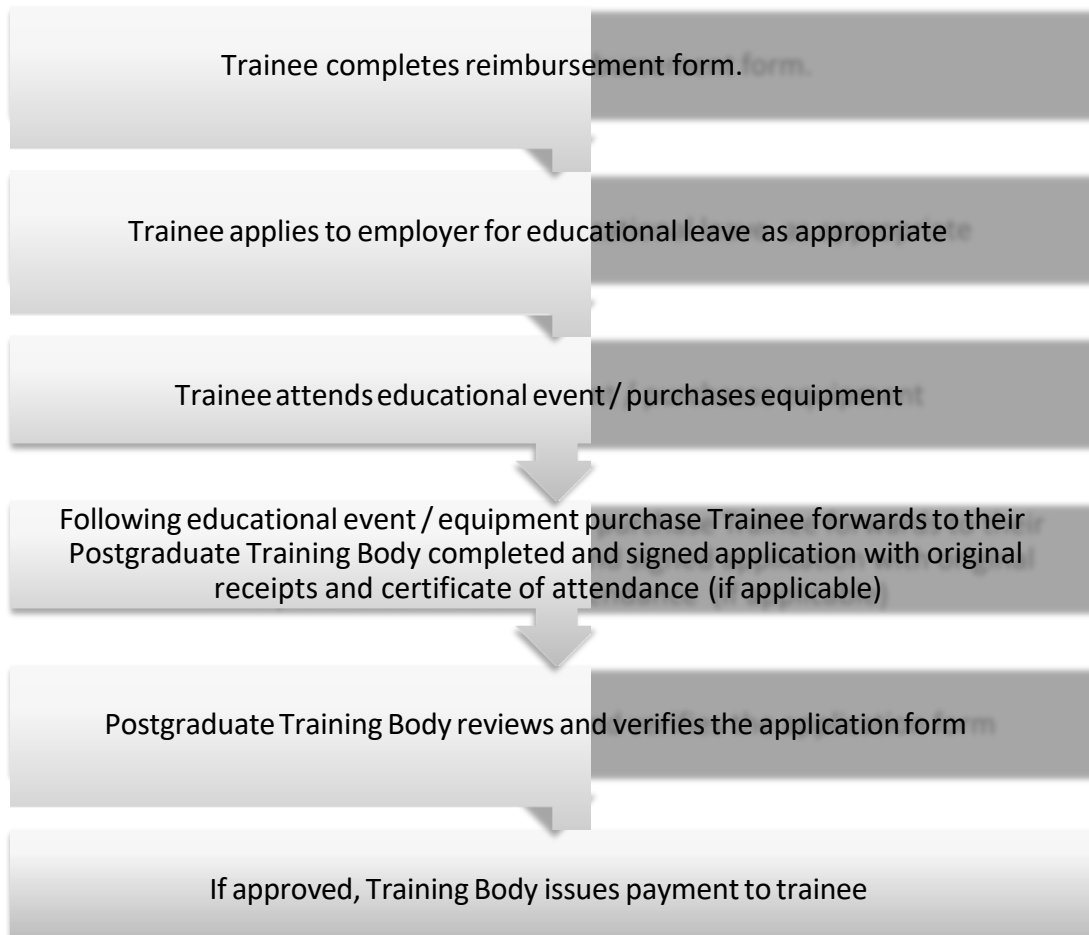 Trainee completes reimbursement form.
Trainee applies to employer for educational leave as appropriate
Trainee attends educational event / purchases equipment
Following educational event / equipment purchase Trainee forwards to their
Postgraduate Training Body completed and signed application with original
receipts and certificate of attendance (if applicable)
Postgraduate Training Body reviews and verifies the application form
If approved, Training Body issues payment to trainee